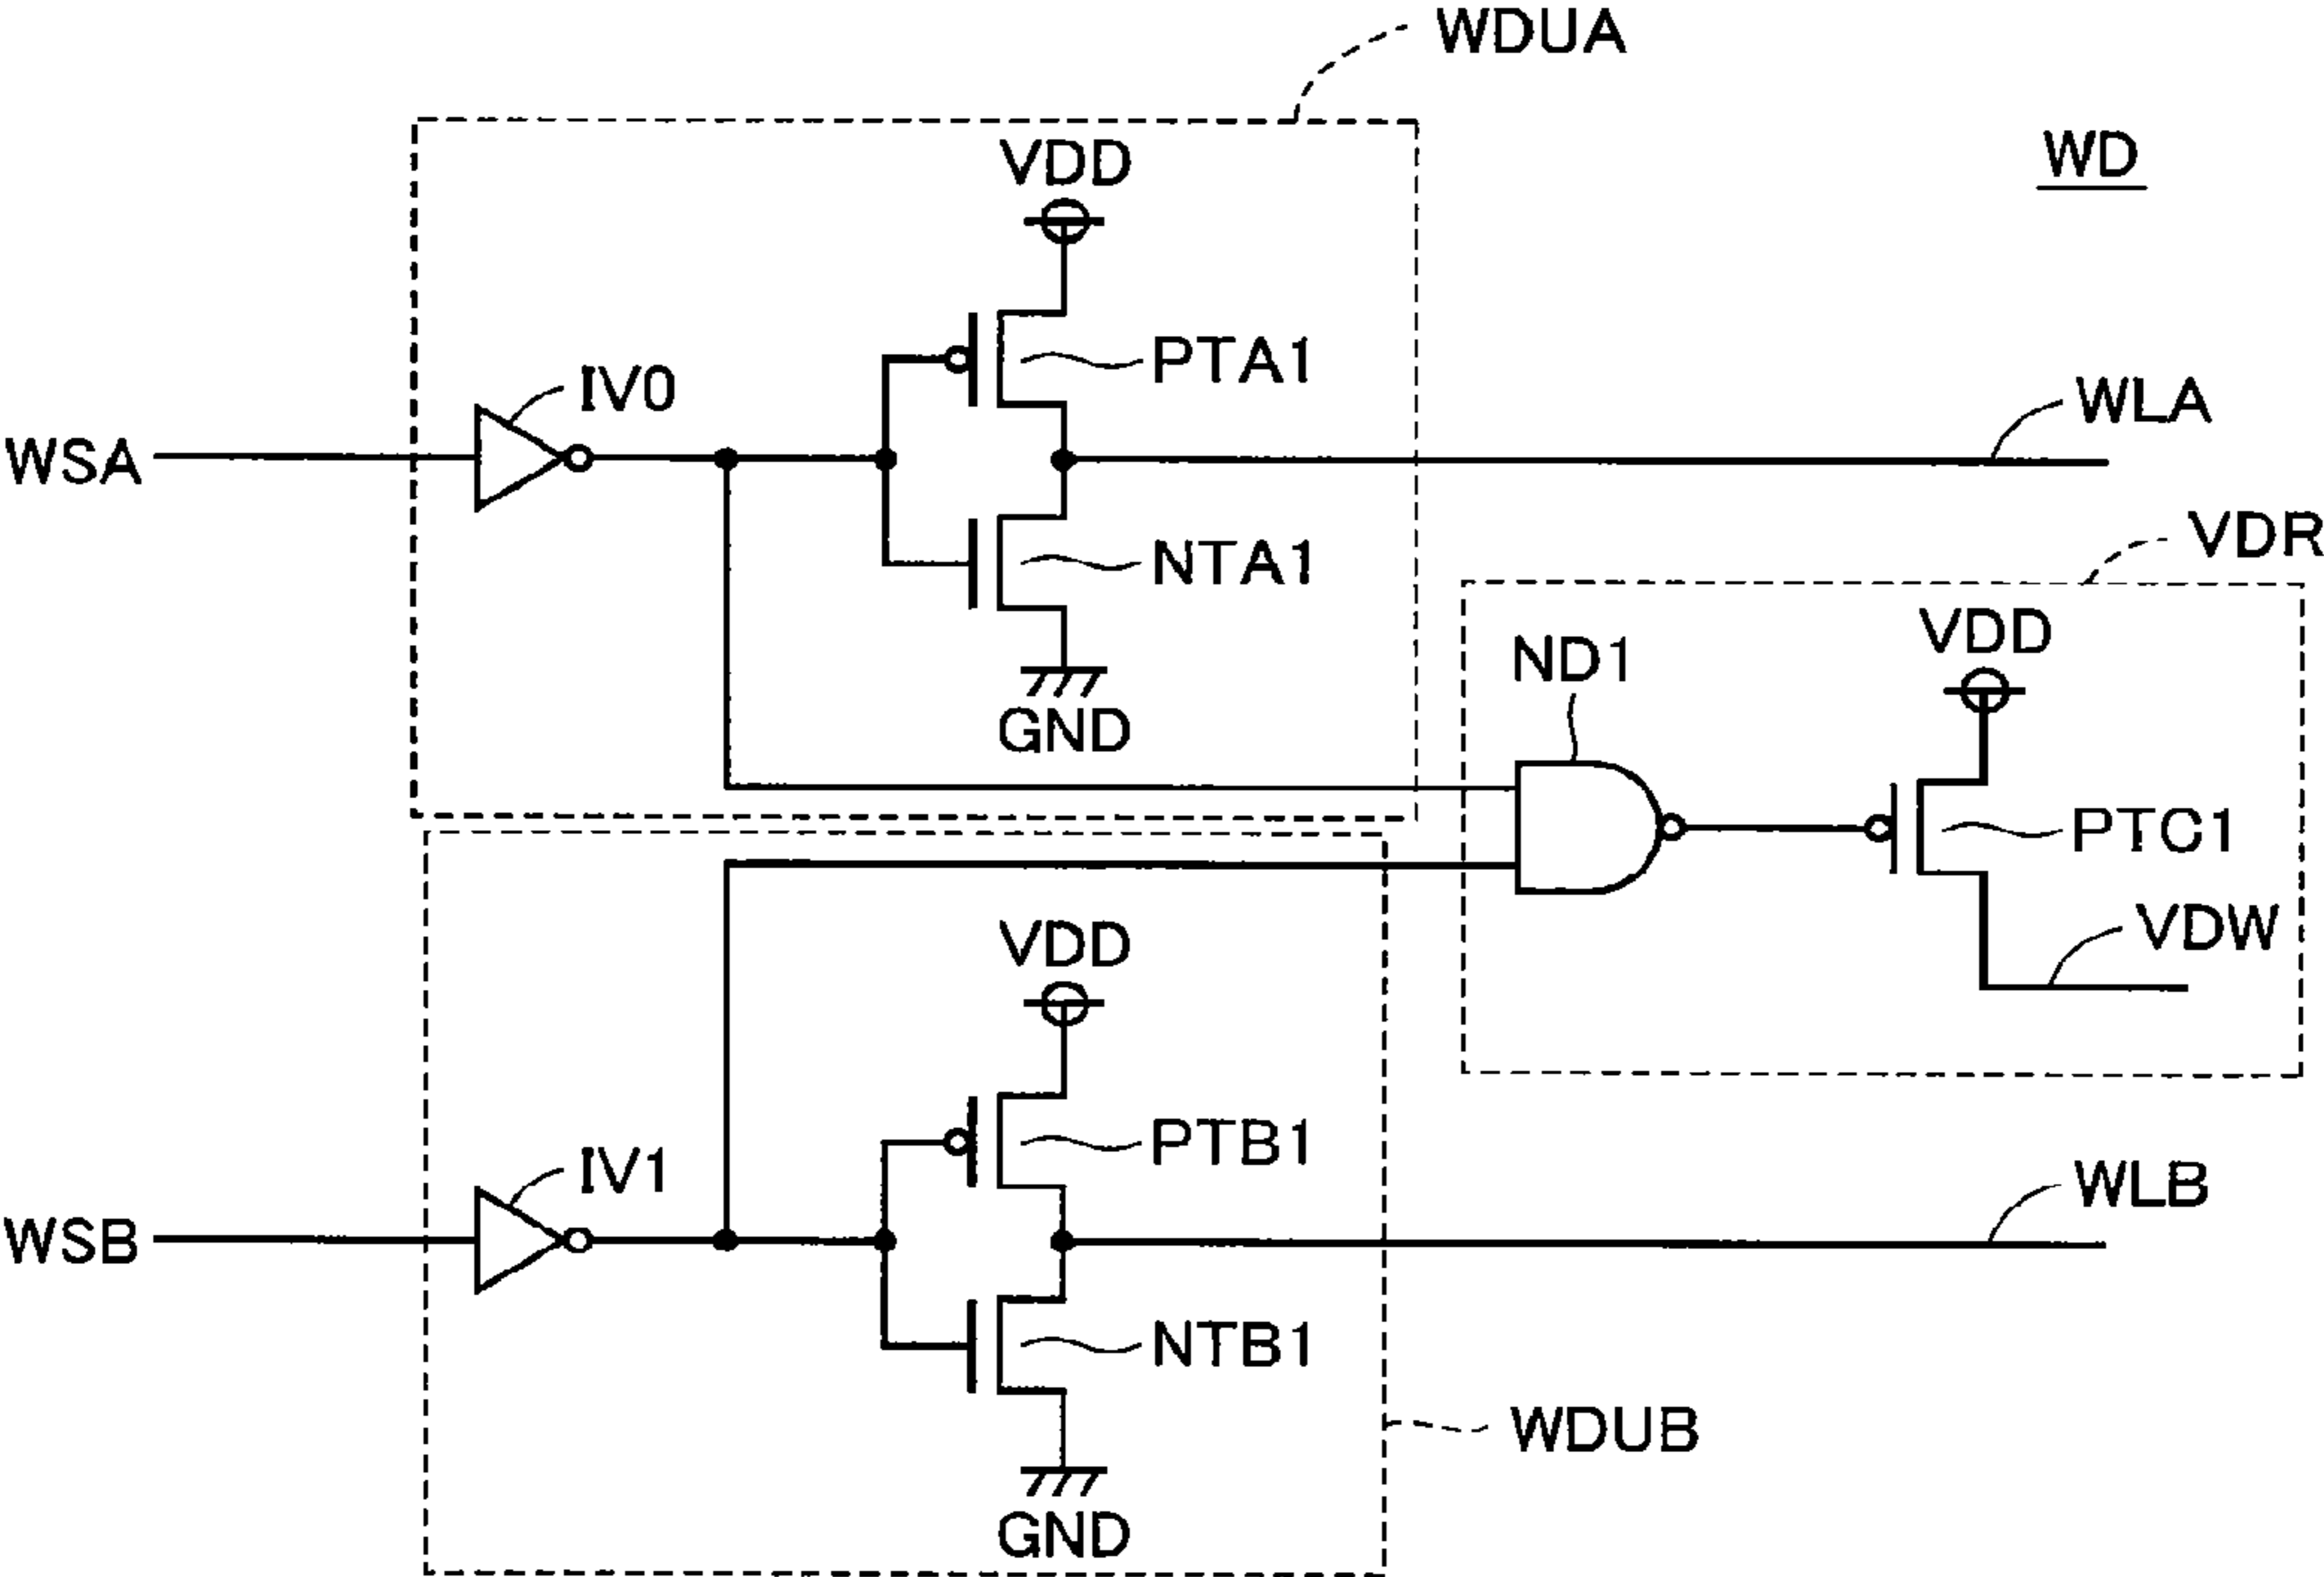 WDUA
WD
VDD
PTA1
IV0
WLA
WSA
VDR
NTA1
VDD
ND1
GND
PTC1
VDW
VDD
PTB1
IV1
WLB
WSB
NTB1
WDUB
GND